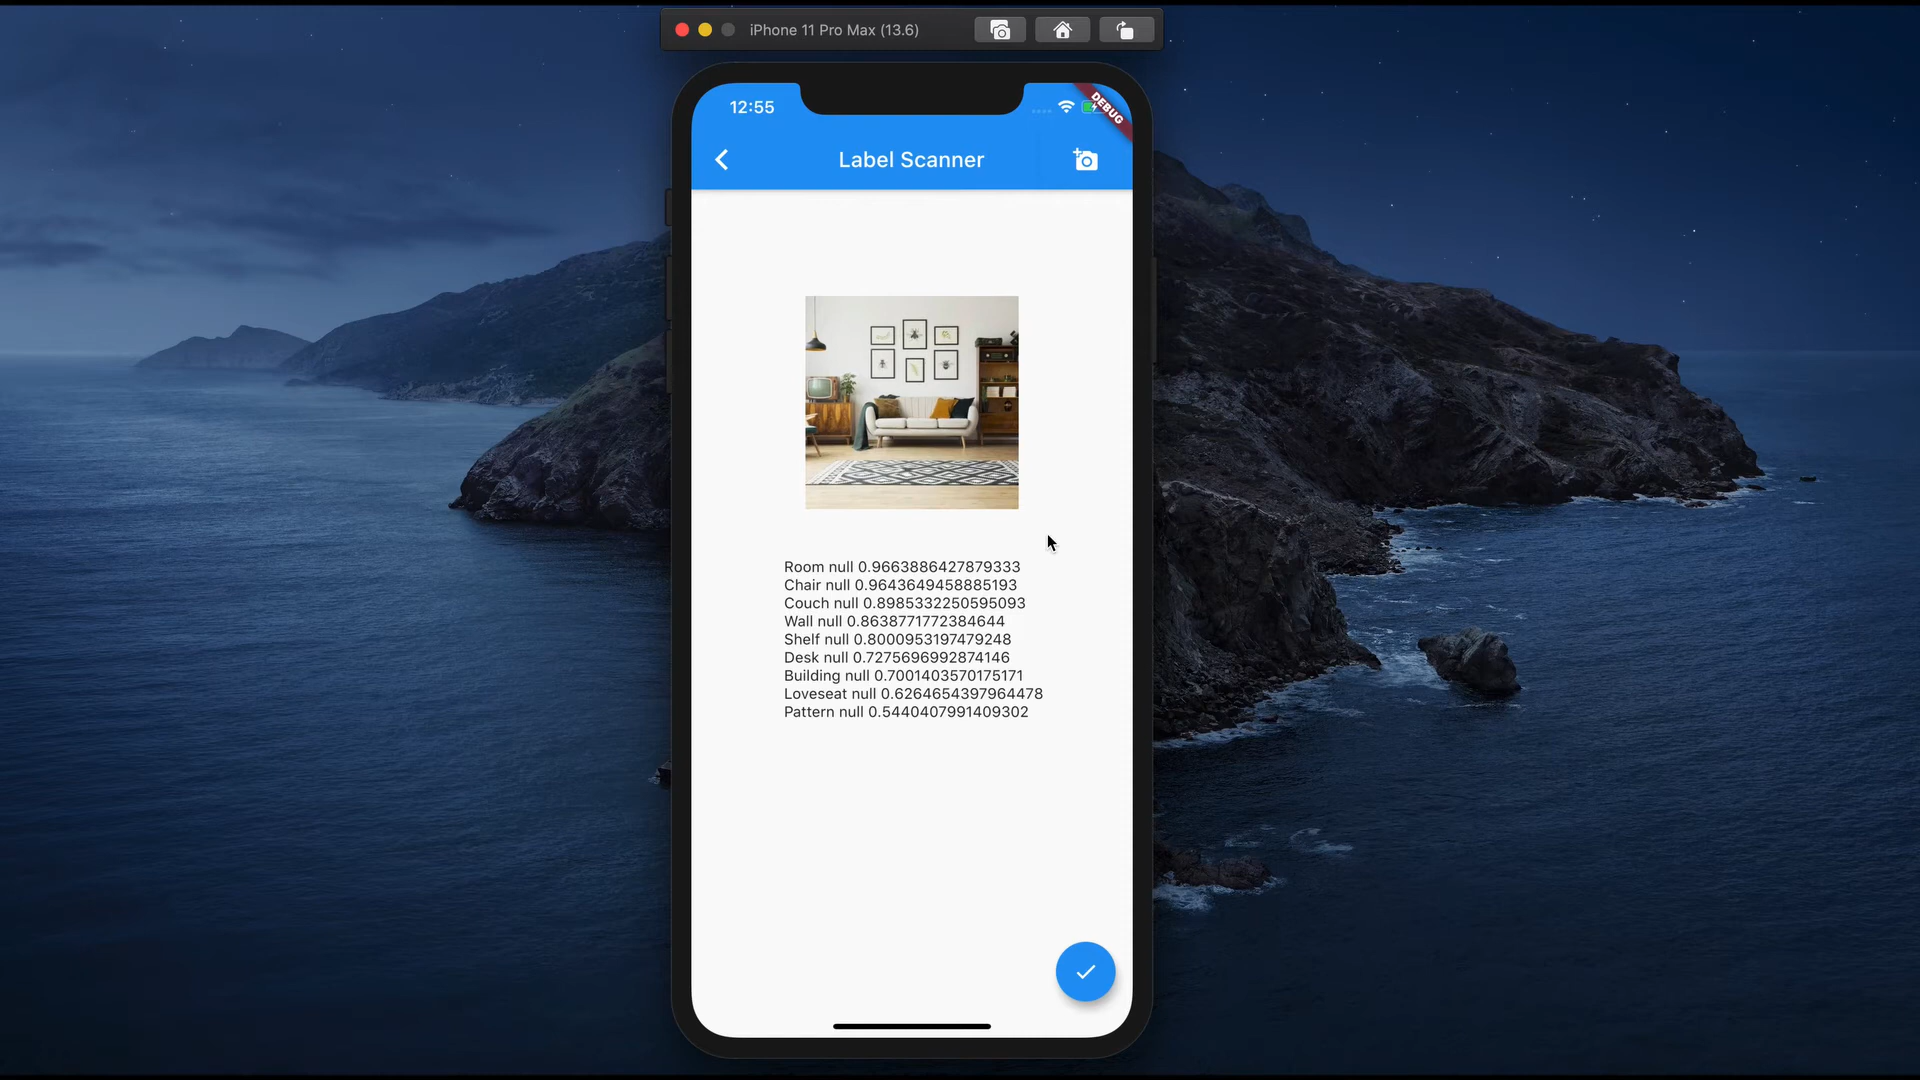 iPhone 11 Pro Max (13.6)
12:55
DEBUG
Label Scanner
Room null 0.9663886427879333
Chair null 0.9643649458885193
Couch null 0.8985332250595093
Wall null 0.8638771772384644
Shelf null 0.8000953197479248
Desk null 0.7275696992874146
Building null 0.7001403570175171
Loveseat null 0.6264654397964478
Pattern null 0.5440407991409302